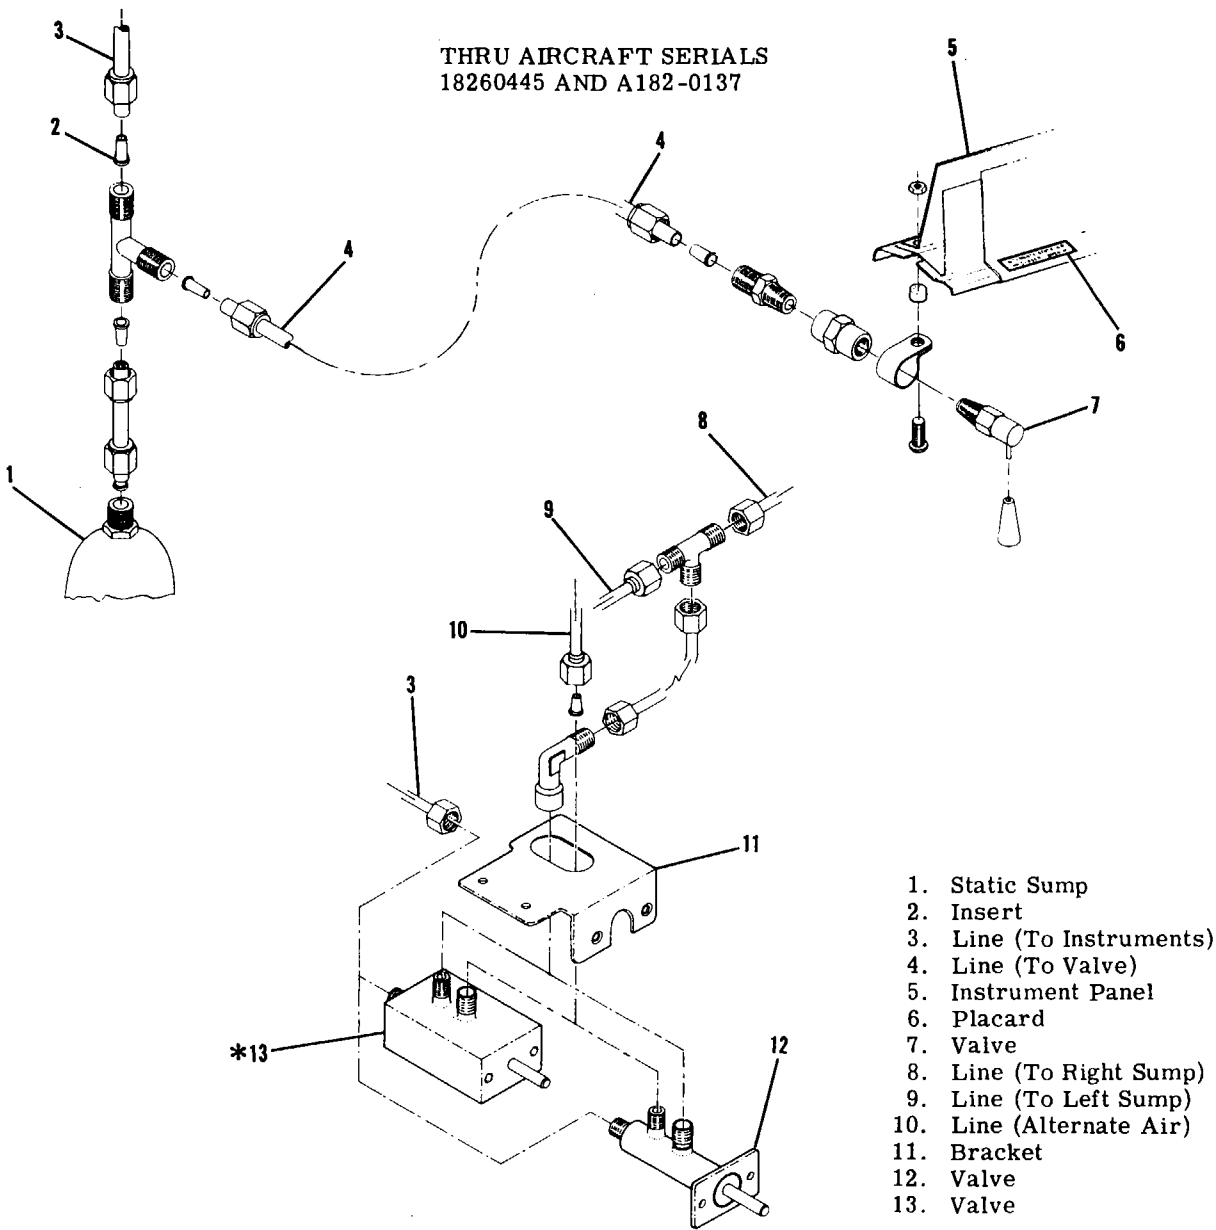 THRU AIRCRAFT SERIALS
18260445 AND A182-0137
3
2
4
4
5
6
7
1
8
9
10
3
11
*13
12
1. Static Sump
2. Insert
3. Line (To Instruments)
4. Line (To Valve)
5. Instrument Panel
6. Placard
7. Valve
8. Line (To Right Sump)
9. Line (To Left Sump)
10. Line (Alternate Air)
11. Bracket
12. Valve
13. Valve